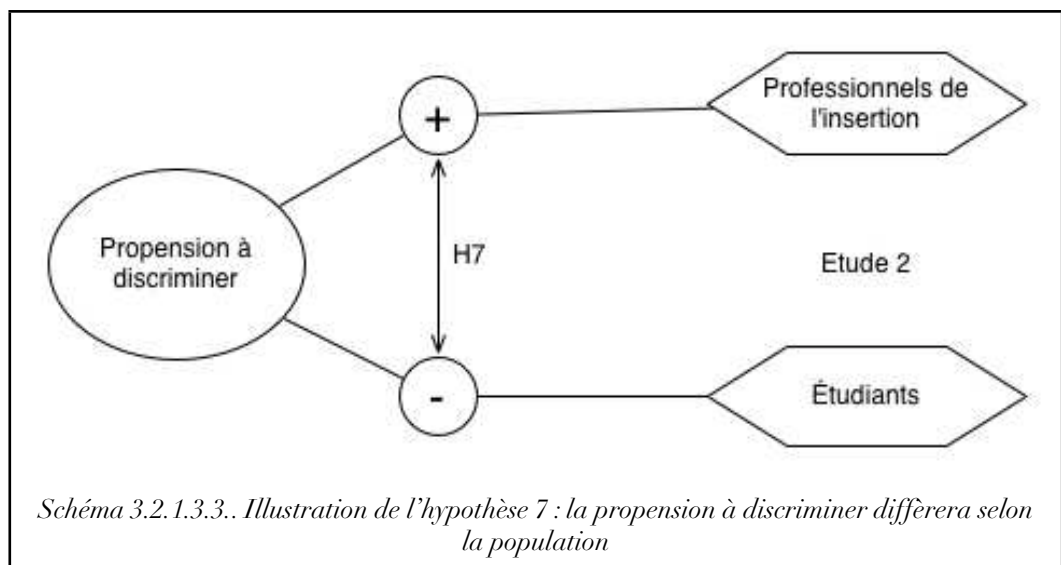 Professionnels de
l'insertion
+
Propension à
discriminer
H7
Etude 2
-
Étudiants
Schéma 3.2.1.3.3.. Illustration de l’hypothèse 7 : la propension à discriminer diffèrera selon
la population